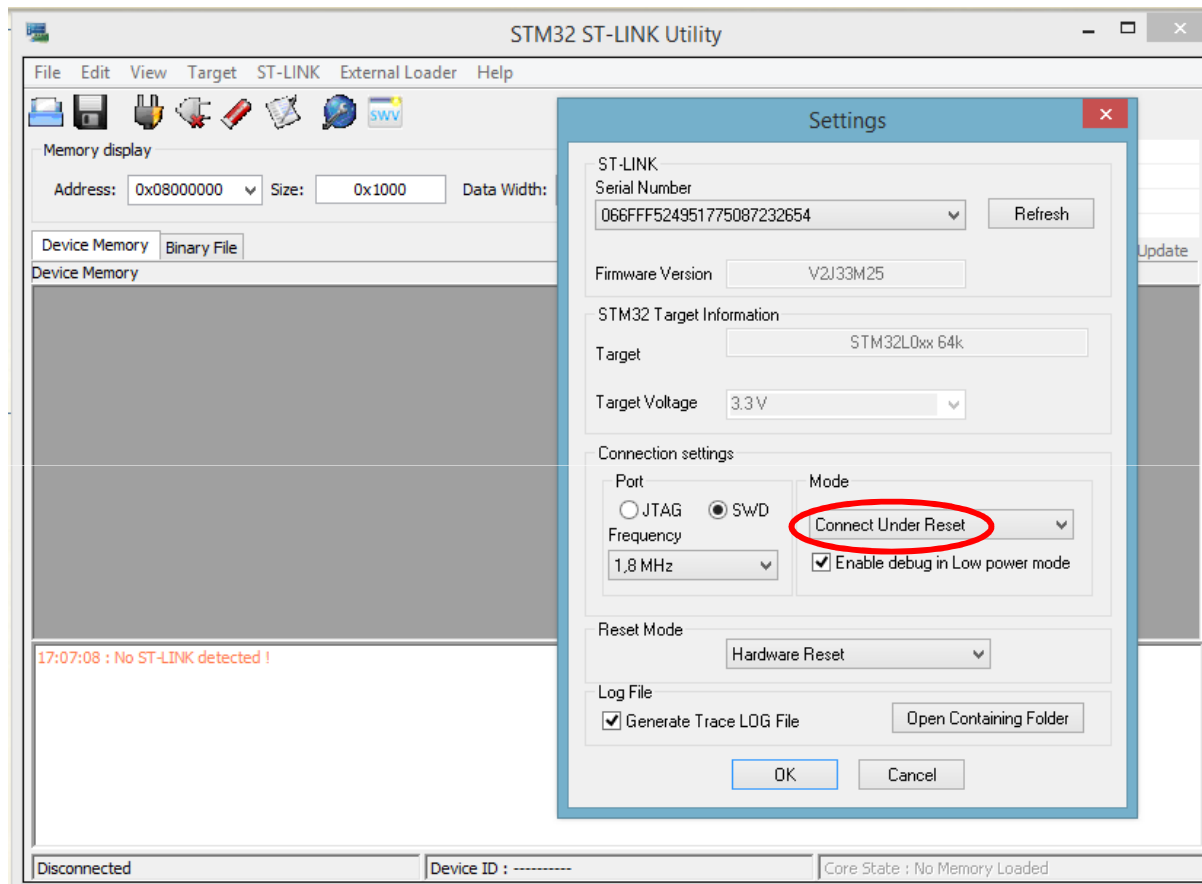 STM32 ST-LINK Utility
File Edit View Target ST-LINK External Loader Help
SWV
Memory display
Address: 0x08000000 Size: 0x1000 Data Width:
Device Memory Binary File
Update
Device Memory
17:07:08 : No ST-LINK detected !
Disconnected Device ID : ---------- Core State : No Memory Loaded
Settings
ST-LINK
Serial Number
066FFF524951775087232654 Refresh
Firmware Version V2J33M25
STM32 Target Information
Target STM32L0xx 64k
Target Voltage 3.3 V
Connection settings
Port Mode
JTAG SWD
Connect Under Reset
Frequency
1,8 MHz
Enable debug in Low power mode
Reset Mode
Hardware Reset
Log File
Generate Trace LOG File Open Containing Folder
OK Cancel